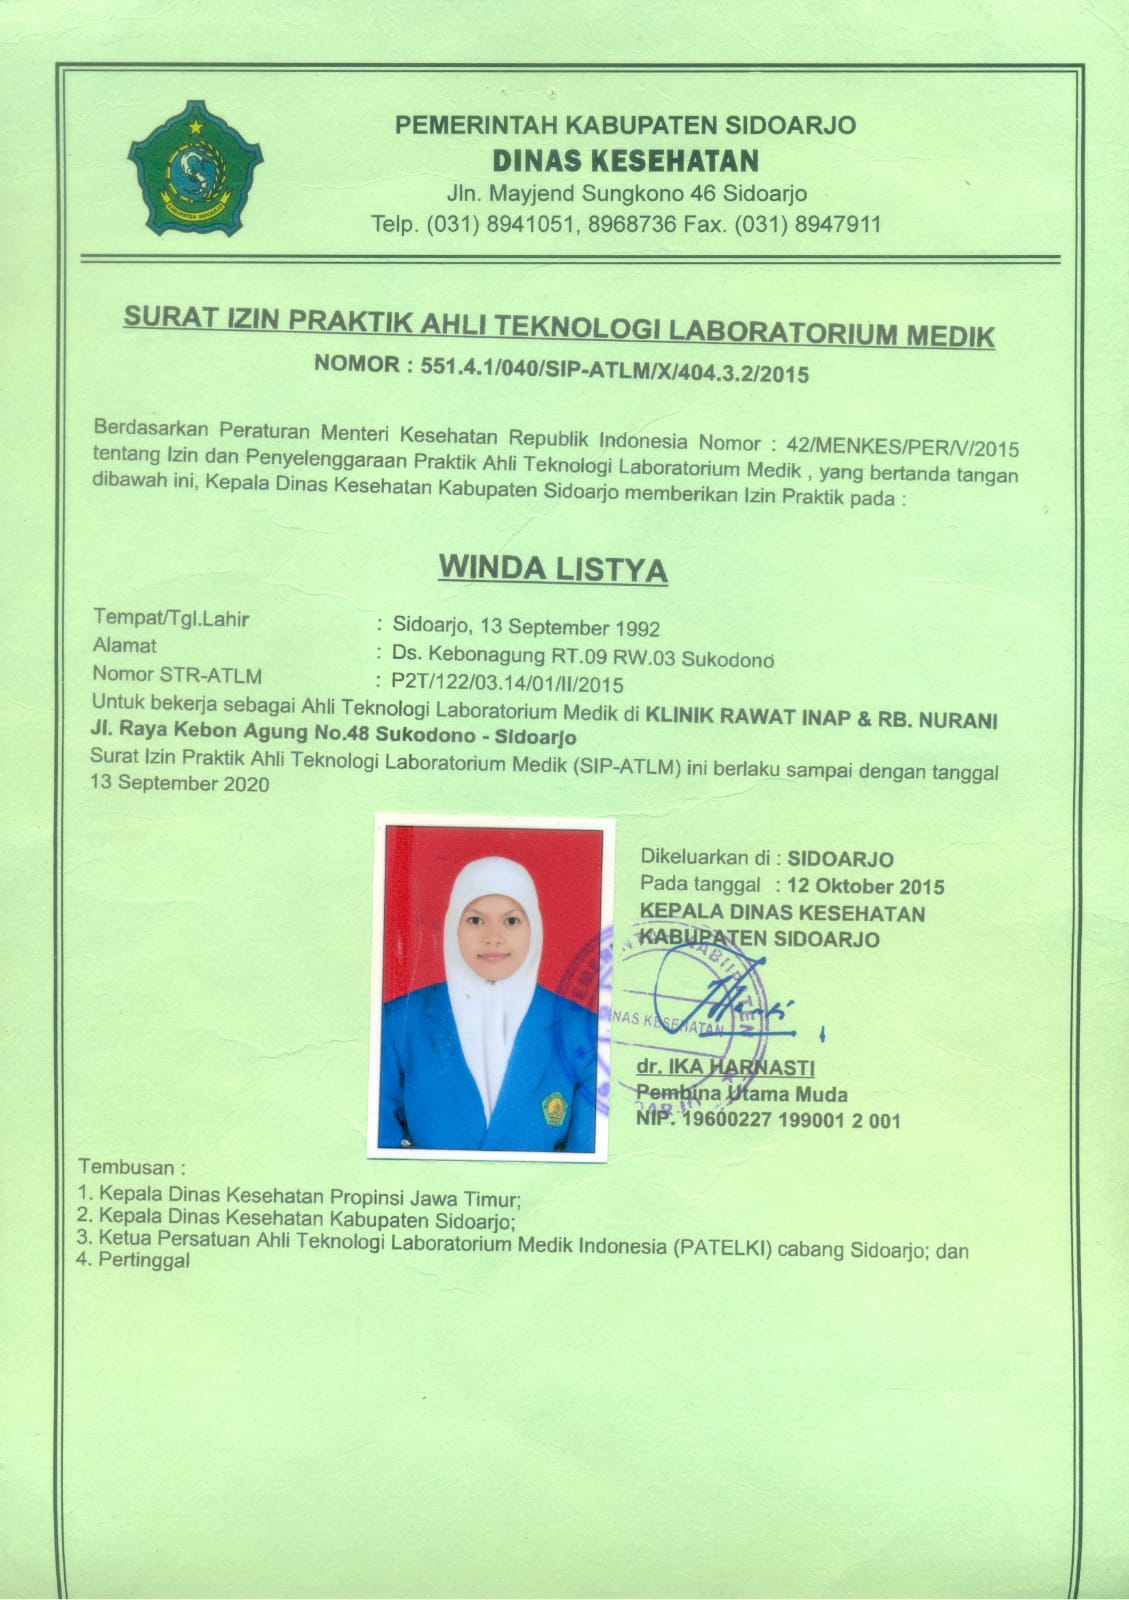 PEMERINTAH KABUPATEN SIDOARJO
DINAS KESEHATAN
Jln. Mayjend Sungkono 46 Sidoarjo
Telp. (031) 8941051, 8968736 Fax. (031) 8947911
KABUPATEN SIDOARJO
SURAT IZIN PRAKTIK AHLI TEKNOLOGI LABORATORIUM MEDIK
NOMOR : 551.4.1/040/SIP-ATLM/X/404.3.2/2015
Berdasarkan Peraturan Menteri Kesehatan Republik Indonesia Nomor : 42/MENKES/PER/V/2015
tentang Izin dan Penyelenggaraan Praktik Ahli Teknologi Laboratorium Medik , yang bertanda tangan
dibawah ini, Kepala Dinas Kesehatan Kabupaten Sidoarjo memberikan Izin Praktik pada :
WINDA LISTYA
Tempat/Tgl.Lahir : Sidoarjo, 13 September 1992
Alamat : Ds. Kebonagung RT.09 RW.03 Sukodono
Nomor STR-ATLM : P2T/122/03.14/01/II/2015
Untuk bekerja sebagai Ahli Teknologi Laboratorium Medik di KLINIK RAWAT INAP & RB. NURANI
Jl. Raya Kebon Agung No.48 Sukodono - Sidoarjo
Surat Izin Praktik Ahli Teknologi Laboratorium Medik (SIP-ATLM) ini berlaku sampai dengan tanggal
13 September 2020
Dikeluarkan di : SIDOARJO
Pada tanggal : 12 Oktober 2015
KEPALA DINAS KESEHATAN
KABUPATEN SIDOARJO
DINAS KESEHATAN
dr. IKA HARNASTI
Pembina Utama Muda
NIP. 19600227 199001 2 001
Tembusan :
1. Kepala Dinas Kesehatan Propinsi Jawa Timur;
2. Kepala Dinas Kesehatan Kabupaten Sidoarjo;
3. Ketua Persatuan Ahli Teknologi Laboratorium Medik Indonesia (PATELKI) cabang Sidoarjo; dan
4. Pertinggal